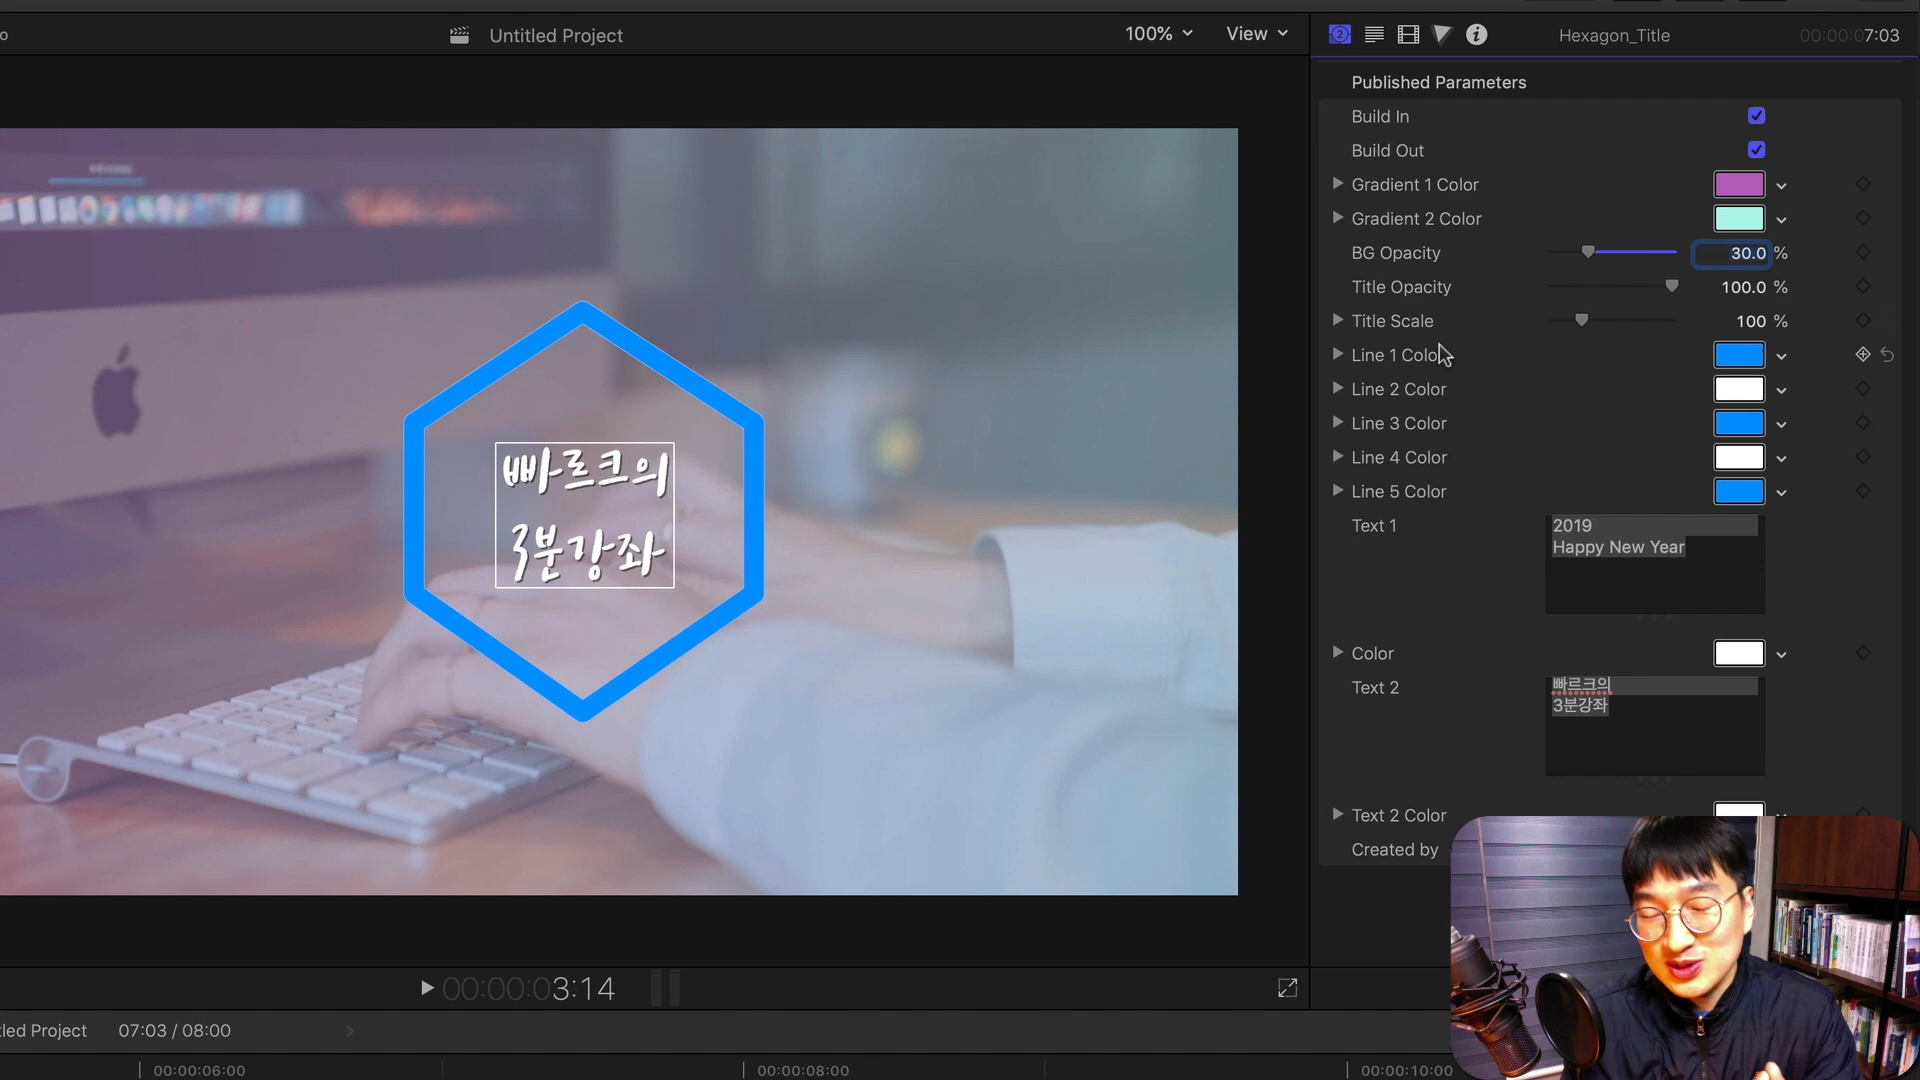 Untitled Project
100%
View
Hexagon_Title
00:00:07:03
Published Parameters
Build In
Build Out
Gradient 1 Color
Gradient 2 Color
BG Opacity
30.0 %
Title Opacity
100.0 %
Title Scale
100 %
Line 1 Color
Line 2 Color
Line 3 Color
Line 4 Color
Line 5 Color
Text 1
2019
Happy New Year
Color
Text 2
빠르크의
3분강좌
Text 2 Color
Created by
빠르크의
3분강좌
00:00:03:14
tled Project
07:03 / 08:00
00:00:06:00
00:00:08:00
00:00:10:00